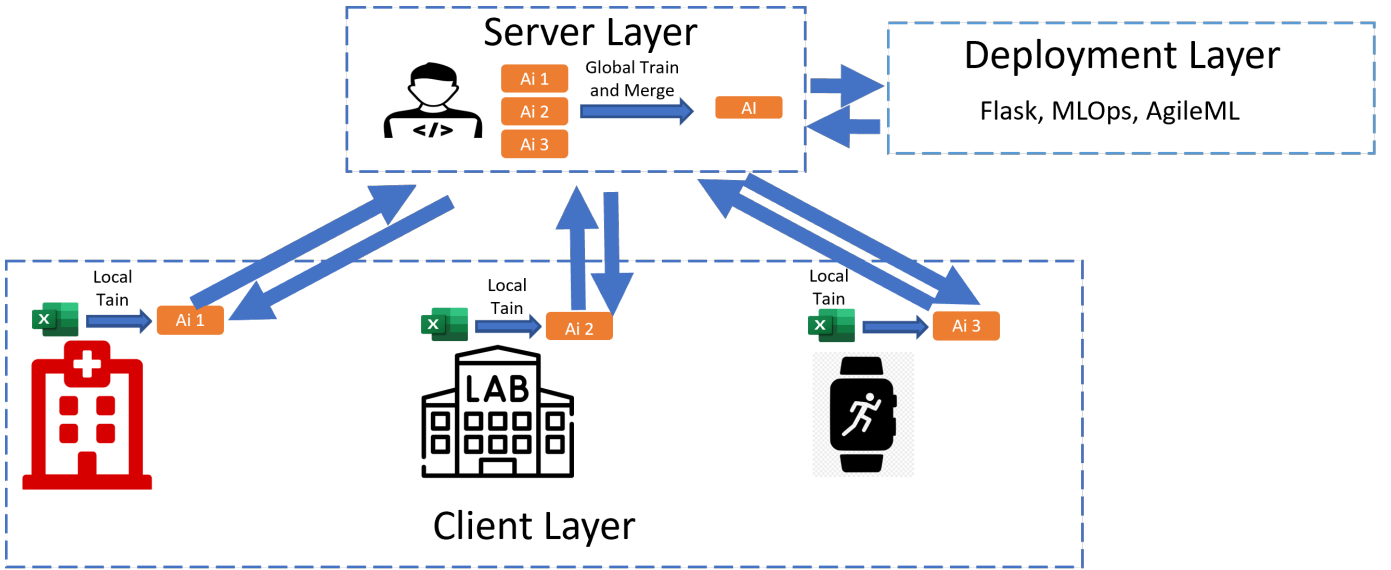 Server Layer
Ai 1
Ai 2
Ai 3
Global Train
and Merge
AI
</>
Deployment Layer
Flask, MLOps, AgileML
Local
Tain
X
Ai 1
Local
Tain
X
Ai 2
Local
Tain
X
Ai 3
LAB
Client Layer